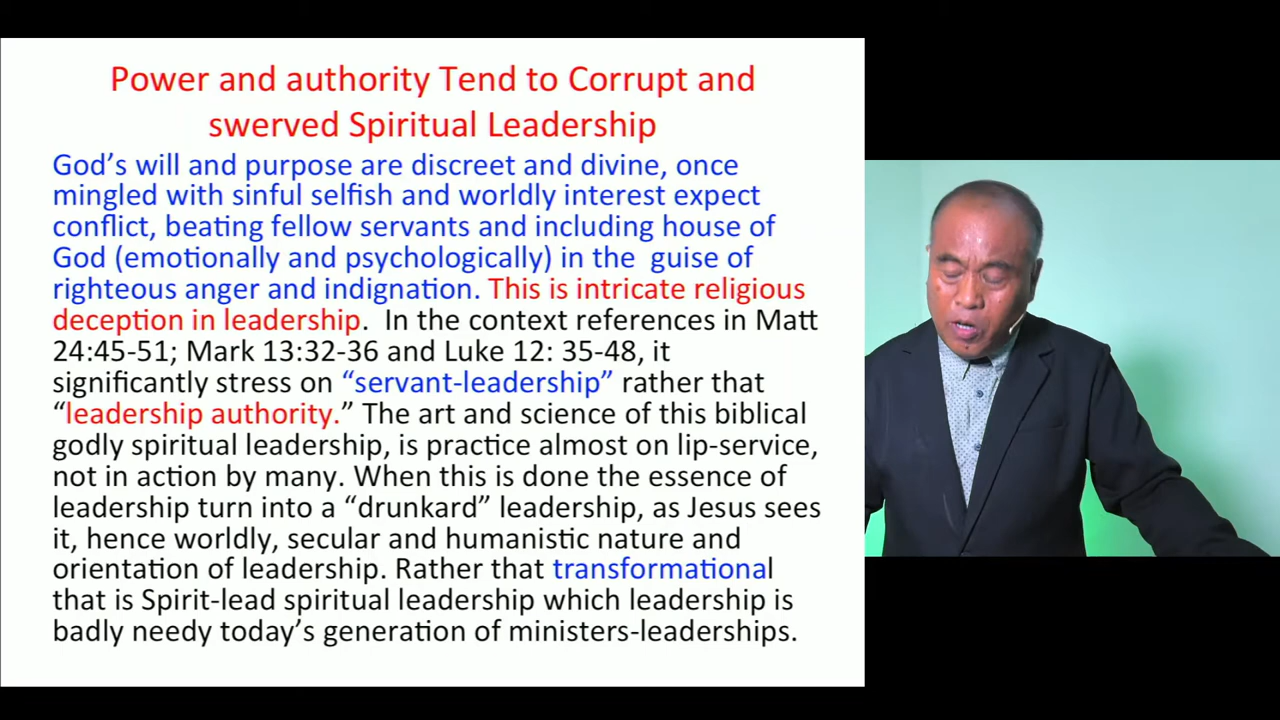 Power and authority Tend to Corrupt and
swerved Spiritual Leadership
God’s will and purpose are discreet and divine, once
mingled with sinful selfish and worldly interest expect
conflict, beating fellow servants and including house of
God (emotionally and psychologically) in the guise of
righteous anger and indignation. This is intricate religious
deception in leadership. In the context references in Matt
24:45-51; Mark 13:32-36 and Luke 12: 35-48, it
significantly stress on “servant-leadership” rather that
“leadership authority.” The art and science of this biblical
godly spiritual leadership, is practice almost on lip-service,
not in action by many. When this is done the essence of
leadership turn into a “drunkard” leadership, as Jesus sees
it, hence worldly, secular and humanistic nature and
orientation of leadership. Rather that transformational
that is Spirit-lead spiritual leadership which leadership is
badly needy today’s generation of ministers-leaderships.